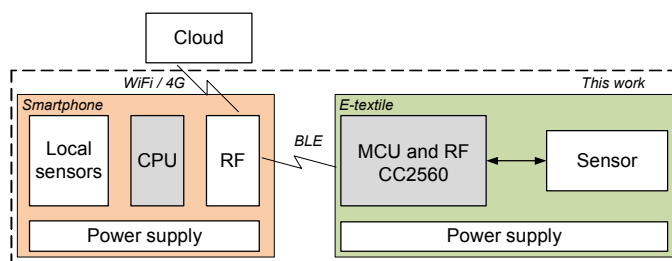 Cloud
WiFi / 4G
This work
Smartphone
E-textile
Local
sensors
CPU
RF
BLE
MCU and RF
CC2560
Sensor
Power supply
Power supply